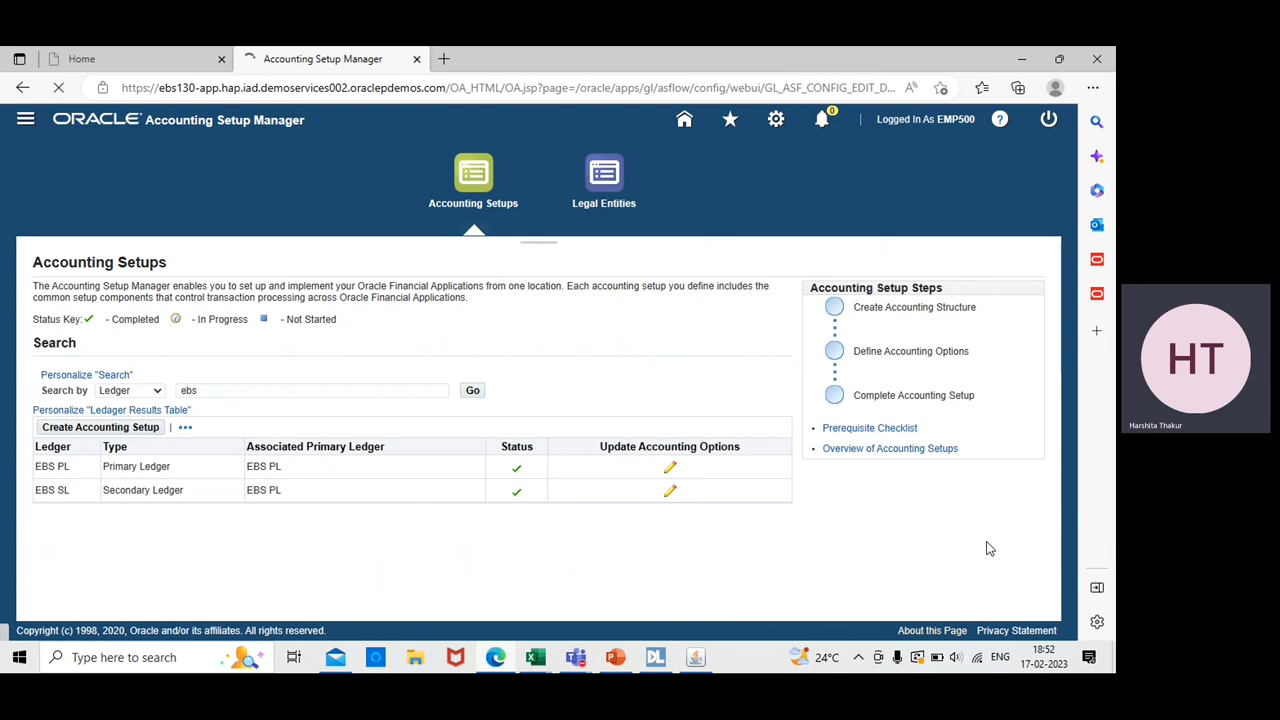 Home
Accounting Setup Manager
https://ebs130-app.hap.iad.demoservices002.oraclepdemos.com/OA_HTML/OA.jsp?page=/oracle/apps/gl/asflow/config/webui/GL_ASF_CONFIG_EDIT_D...
ORACLE Accounting Setup Manager
0
Logged In As EMP500
Accounting Setups
Legal Entities
Accounting Setups
The Accounting Setup Manager enables you to set up and implement your Oracle Financial Applications from one location. Each accounting setup you define includes the
common setup components that control transaction processing across Oracle Financial Applications.
Status Key: - Completed - In Progress - Not Started
Search
Personalize "Search"
Search by Ledger ebs Go
Personalize "Ledager Results Table"
Create Accounting Setup | •••
Ledger Type Associated Primary Ledger Status Update Accounting Options
EBS PL Primary Ledger EBS PL
EBS SL Secondary Ledger EBS PL
Accounting Setup Steps
Create Accounting Structure
Define Accounting Options
Complete Accounting Setup
Prerequisite Checklist
Overview of Accounting Setups
Copyright (c) 1998, 2020, Oracle and/or its affiliates. All rights reserved.
About this Page Privacy Statement
Type here to search
24°C
ENG
18:52
17-02-2023
HT
Harshita Thakur